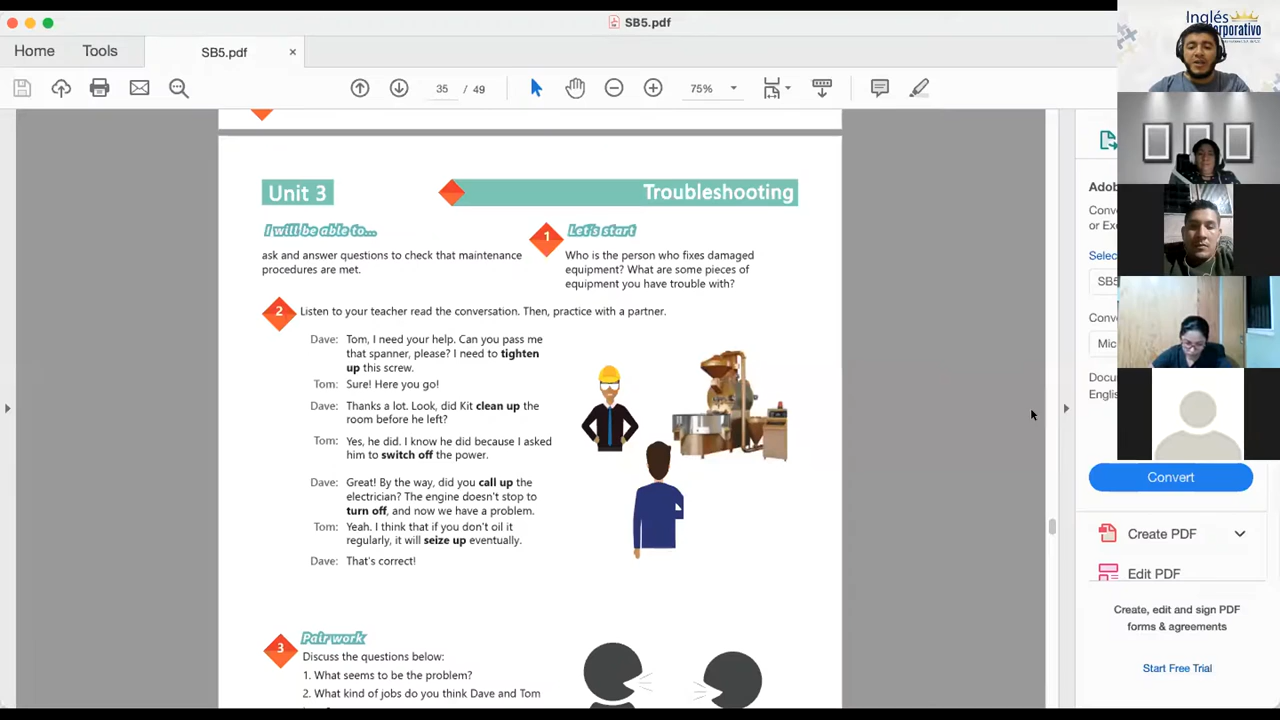 SB5.pdf
Home
Tools
SB5.pdf
×
35 / 49
75%
Inglés
Corporativo
Unit 3
Troubleshooting
I will be able to...
ask and answer questions to check that maintenance
procedures are met.
1
Let's start
Who is the person who fixes damaged
equipment? What are some pieces of
equipment you have trouble with?
2
Listen to your teacher read the conversation. Then, practice with a partner.
Dave: Tom, I need your help. Can you pass me
that spanner, please? I need to tighten
up this screw.
Tom: Sure! Here you go!
Dave: Thanks a lot. Look, did Kit clean up the
room before he left?
Tom: Yes, he did. I know he did because I asked
him to switch off the power.
Dave: Great! By the way, did you call up the
electrician? The engine doesn't stop to
turn off, and now we have a problem.
Tom: Yeah. I think that if you don't oil it
regularly, it will seize up eventually.
Dave: That's correct!
3
Pair work
Discuss the questions below:
1. What seems to be the problem?
2. What kind of jobs do you think Dave and Tom
Adob
Conv
or Ex
Selec
SB5
Conv
Mic
Docu
Englis
Convert
Create PDF
Edit PDF
Create, edit and sign PDF
forms & agreements
Start Free Trial